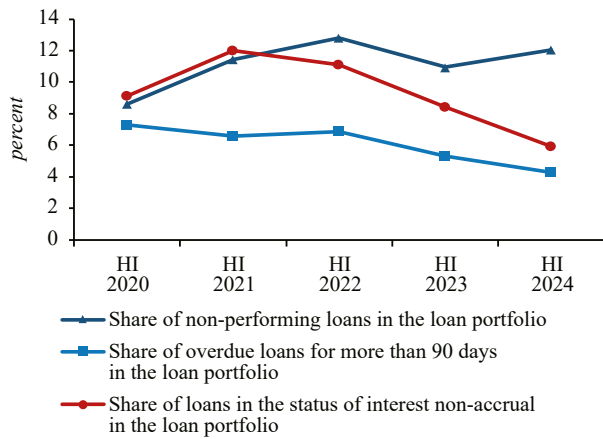 14
12
10
8
6
4
2
0
percent
HI HI HI HI HI
2020 2021 2022 2023 2024
Share of non-performing loans in the loan portfolio
Share of overdue loans for more than 90 days
in the loan portfolio
Share of loans in the status of interest non-accrual
in the loan portfolio